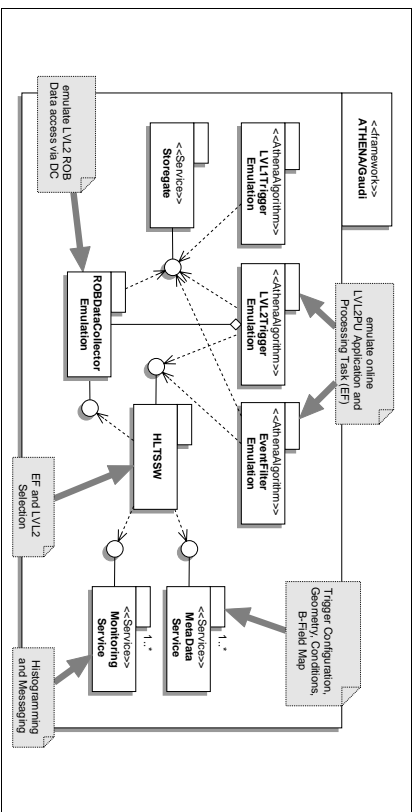 <<framework>>
ATHENA/Gaudi
emulate online
LVL2PU Application and
Processing Task (EF)
Trigger Configuration,
Geometry, Conditions,
B-Field Map
<<AthenaAlgorithm>>
LVL1Trigger
Emulation
<<AthenaAlgorithm>>
LVL2Trigger
Emulation
<<AthenaAlgorithm>>
EventFilter
Emulation
<<Service>>
Storegate
HLTSSW
1..*
<<Service>>
MetaData
Service
ROBDataCollector
Emulation
1..*
<<Service>>
Monitoring
Service
emulate LVL2 ROB
Data access via DC
EF and LVL2
Selection
Histogramming
and Messaging